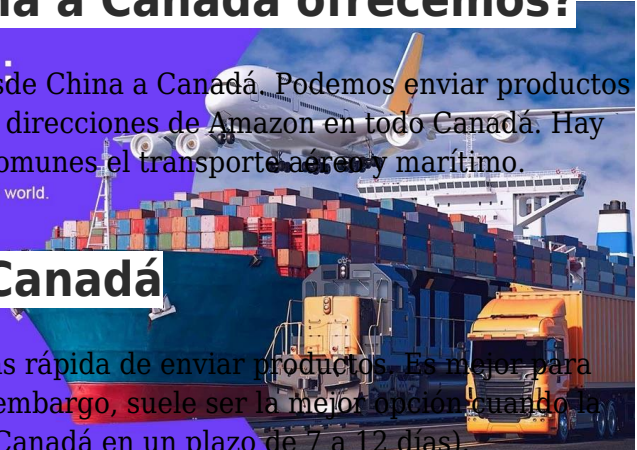 na a Canadá ofrecemos?
:
sde China a Canadá. Podemos enviar productos
direcciones de Amazon en todo Canadá. Hay
omunes el transporte aéreo y marítimo.
world.
Canadá
s rápida de enviar productos. Es mejor para
embargo, suele ser la mejor opción cuando la
Canadá en un plazo de 7 a 12 días).